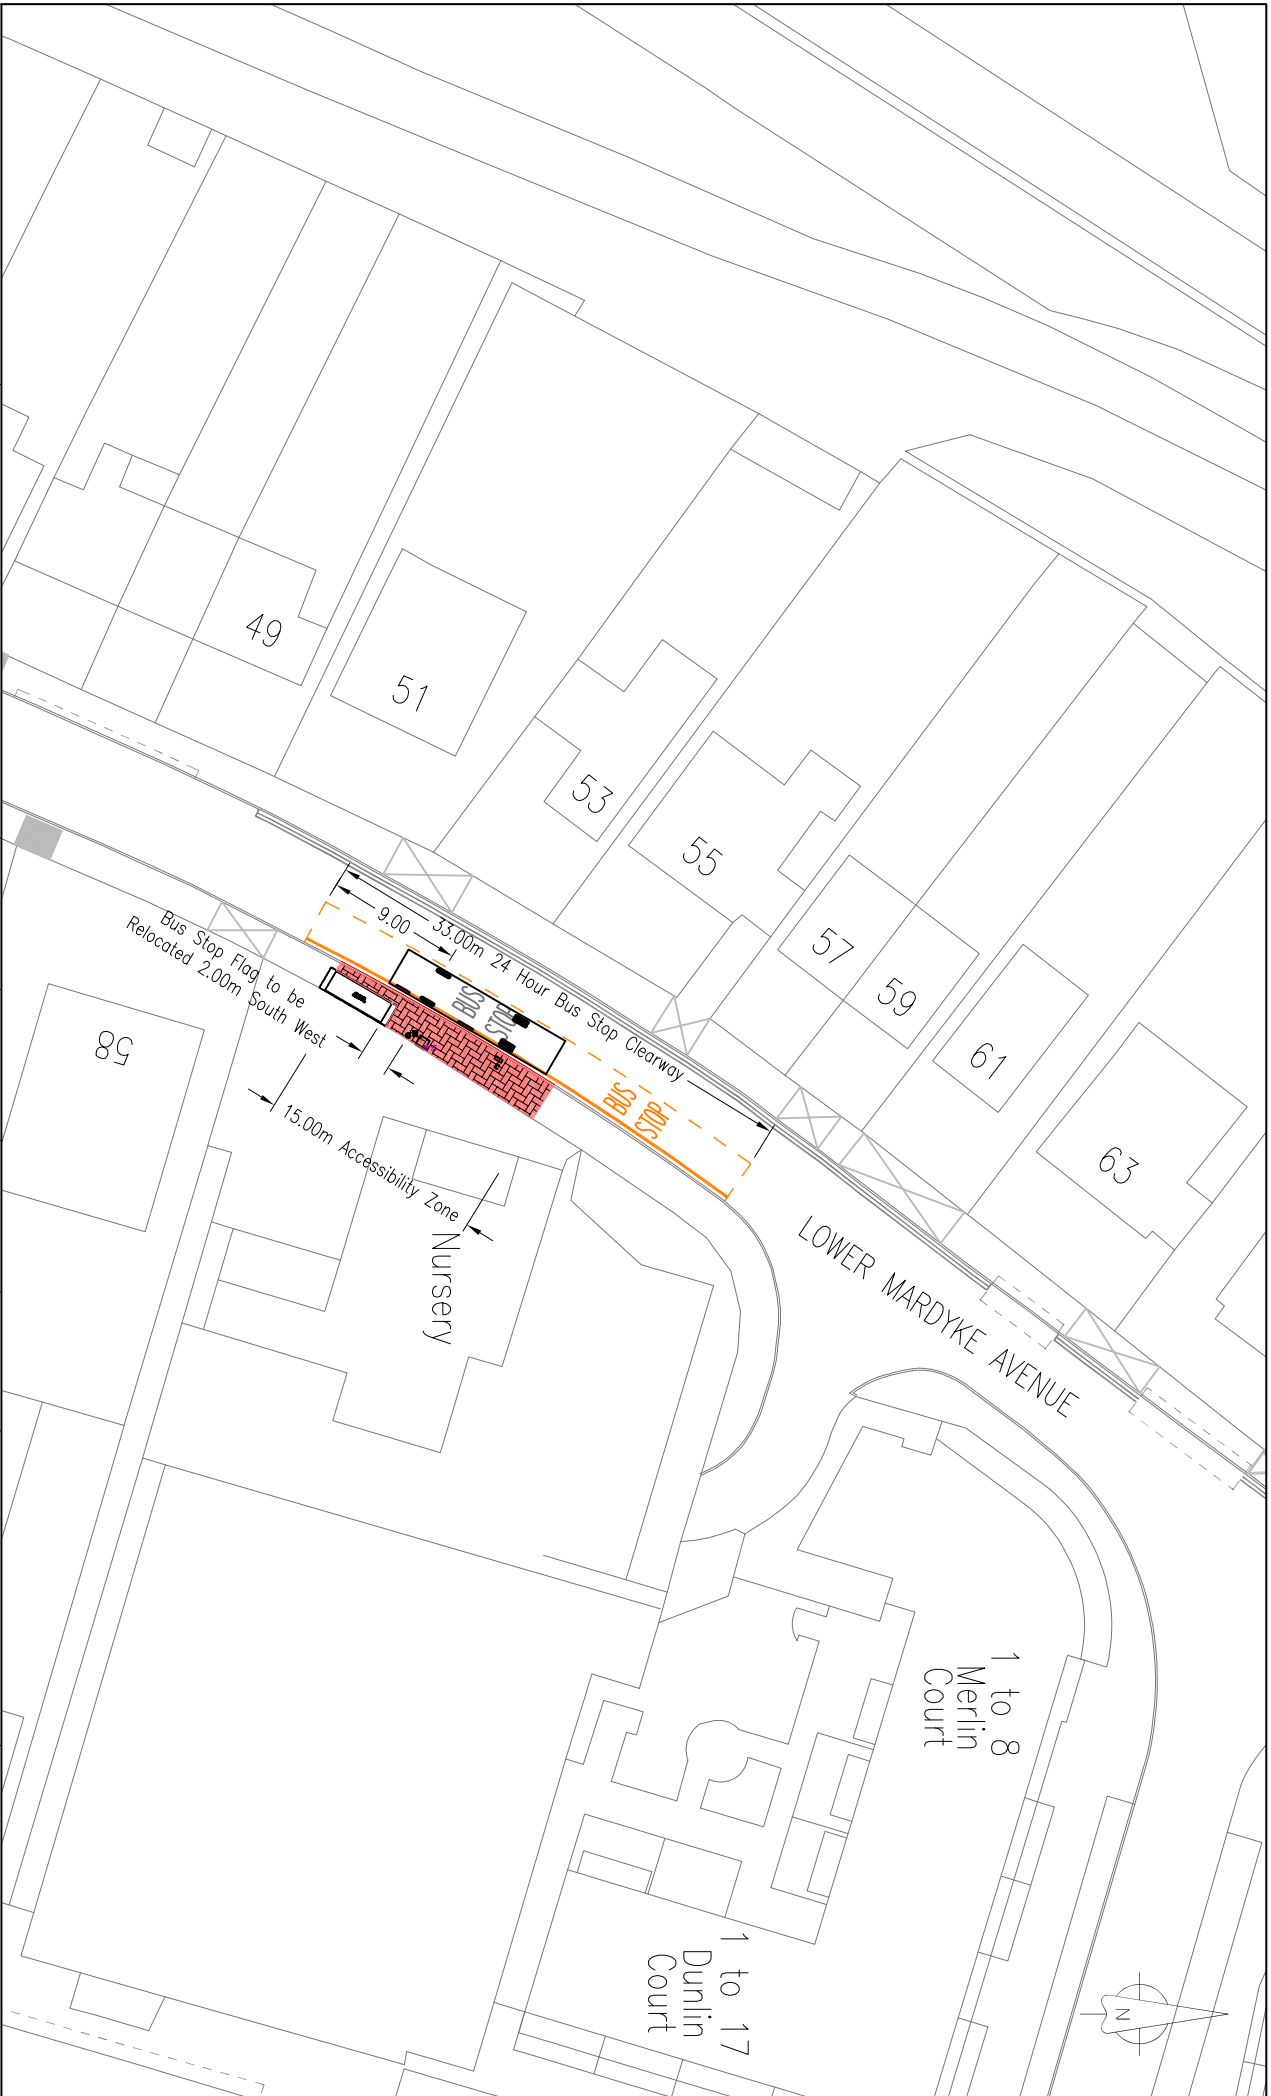 49
51
53
55
57
59
61
63
9.00
33.00m 24 Hour Bus Stop Clearway
BUS
STOP
BUS
STOP
Bus Stop Flag to be
Relocated 2.00m South West
15.00m Accessibility Zone
58
Nursery
LOWER MARDYKE AVENUE
1 to 8
Merlin
Court
1 to 17
Dunlin
Court
N